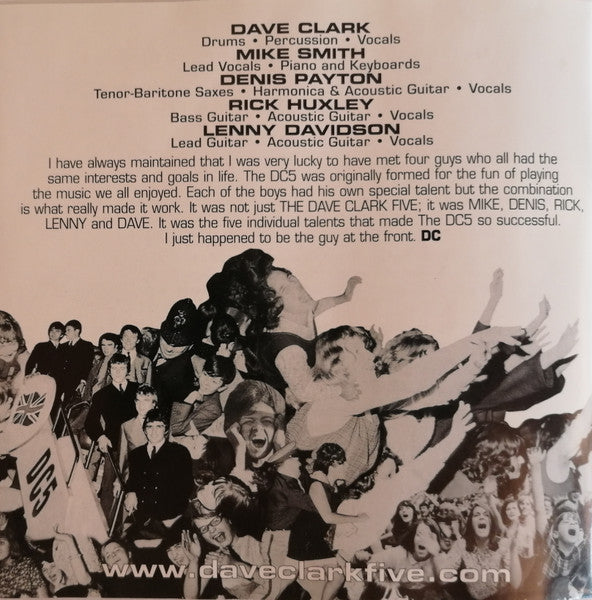 DAVE CLARK
Drums • Percussion • Vocals
MIKE SMITH
Lead Vocals • Piano and Keyboards
DENIS PAYTON
Tenor-Baritone Saxes • Harmonica & Acoustic Guitar • Vocals
RICK HUXLEY
Bass Guitar • Acoustic Guitar • Vocals
LENNY DAVIDSON
Lead Guitar • Acoustic Guitar • Vocals
I have always maintained that I was very lucky to have met four guys who all had the
same interests and goals in life. The DC5 was originally formed for the fun of playing
the music we all enjoyed. Each of the boys had his own special talent but the combination
is what really made it work. It was not just THE DAVE CLARK FIVE; it was MIKE, DENIS, RICK,
LENNY and DAVE. It was the five individual talents that made The DC5 so successful.
I just happened to be the guy at the front. DC
DC5
www.daveclarkfive.com